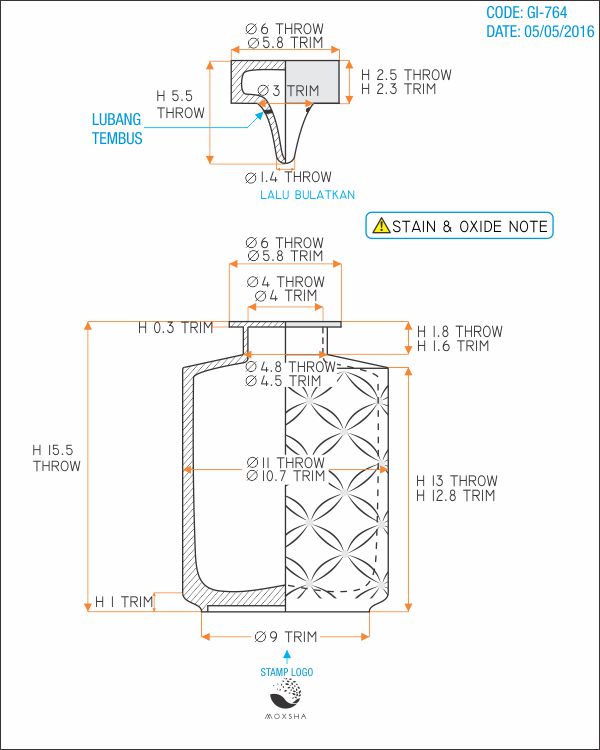 CODE: GI-764
DATE: 05/05/2016
∅6 THROW
∅5.8 TRIM
H 2.5 THROW
H 2.3 TRIM
∅3 TRIM
H 5.5
THROW
LUBANG
TEMBUS
∅1.4 THROW
LALU BULATKAN
STAIN & OXIDE NOTE
∅6 THROW
∅5.8 TRIM
∅4 THROW
∅4 TRIM
H 0.3 TRIM
H 1.8 THROW
H 1.6 TRIM
∅4.8 THROW
∅4.5 TRIM
H 15.5
THROW
∅11 THROW
∅10.7 TRIM
H 13 THROW
H 12.8 TRIM
H 1 TRIM
∅9 TRIM
STAMP LOGO
MOXSHA